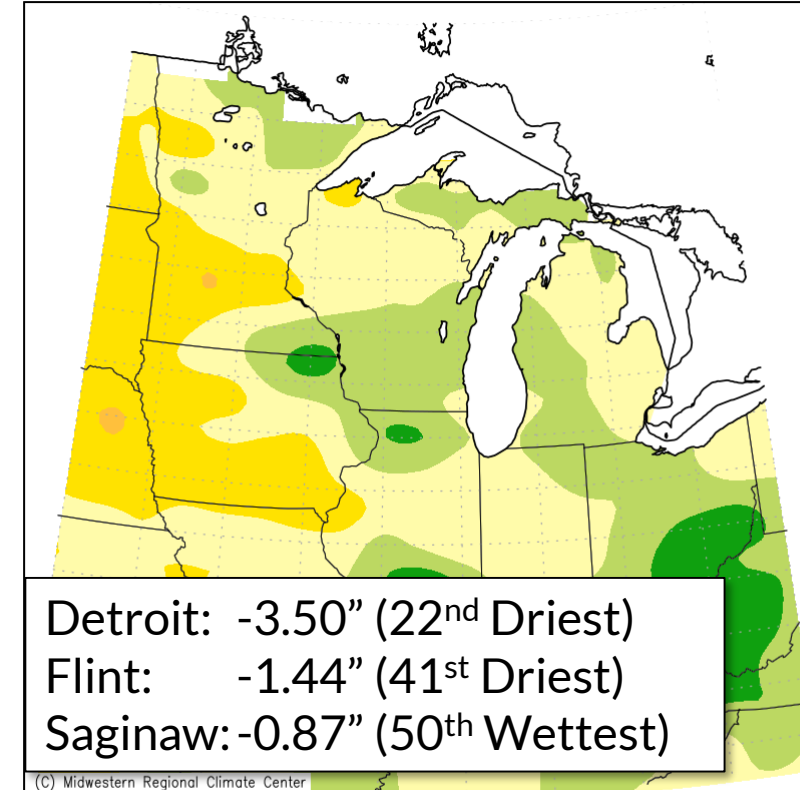 Detroit: -3.50” (22nd Driest)
Flint: -1.44” (41st Driest)
Saginaw: -0.87” (50th Wettest)
(C) Midwestern Regional Climate Center